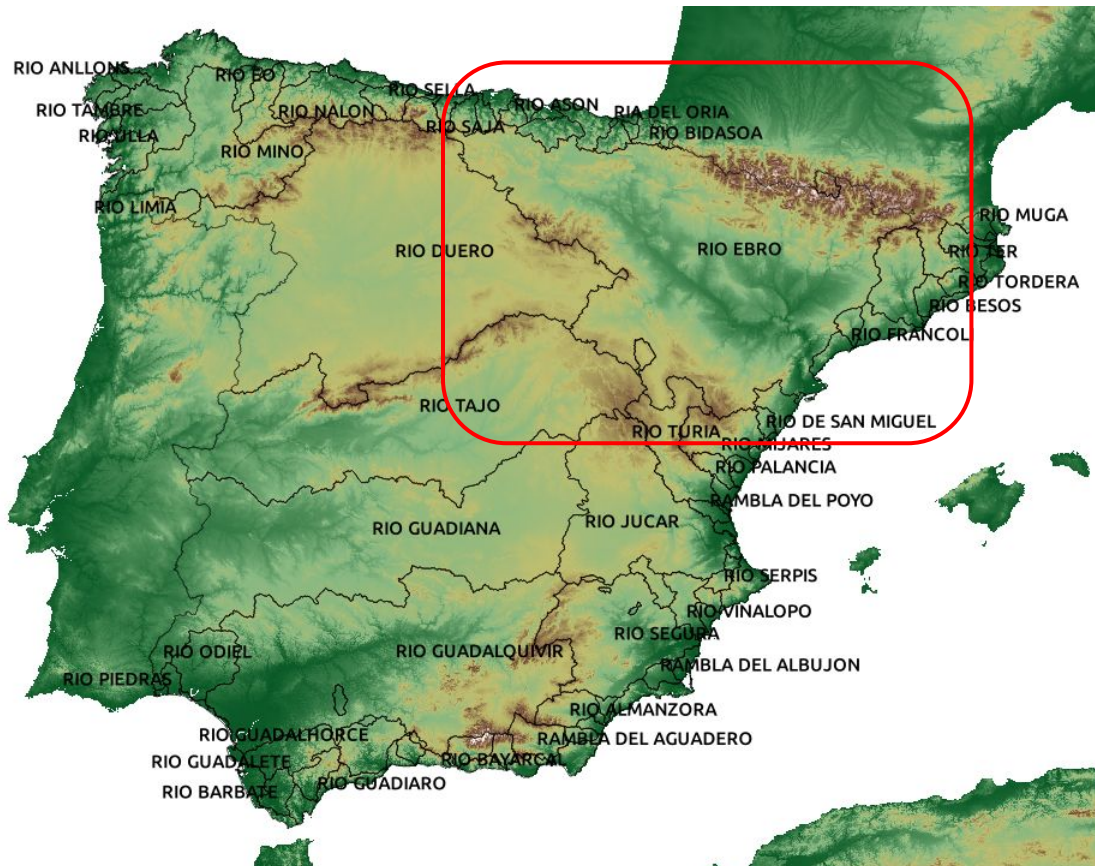 RIO ANLLONS
RIO EO
RIO SELLA
RIO ASON
RIO TAMBRE
RIO NALON
RIA DEL ORIA
RIO ULLA
RIO SAJA
RIO BIDASOA
RIO MINO
RIO LIMIA
RIO MUGA
RIO DUERO
RIO EBRO
RIO TER
RIO TORDERA
RIO BESOS
RIO FRANCOL
RIO TAJO
RIO DE SAN MIGUEL
RIO TURIA
RIO MIJARES
RIO PALANCIA
RAMBLA DEL POYO
RIO GUADIANA
RIO JUCAR
RIO SERPIS
RIO VINALOPO
RIO SEGURA
RIO ODIEL
RIO GUADALQUIVIR
RAMBLA DEL ALBUJON
RIO PIEDRAS
RIO ALMANZORA
RIO GUADALHORCE
RAMBLA DEL AGUADERO
RIO GUADALETE
RIO BAYARCAL
RIO GUADIARO
RIO BARBATE